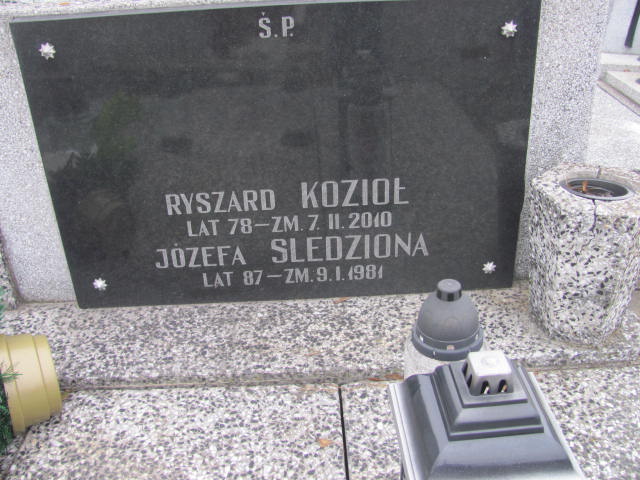 Ś.P.
RYSZARD KOZIOŁ
LAT 78-ZM. 7. II. 2010
JÓZEFA SLEDZIONA
LAT 87-ZM. 9. I. 1981